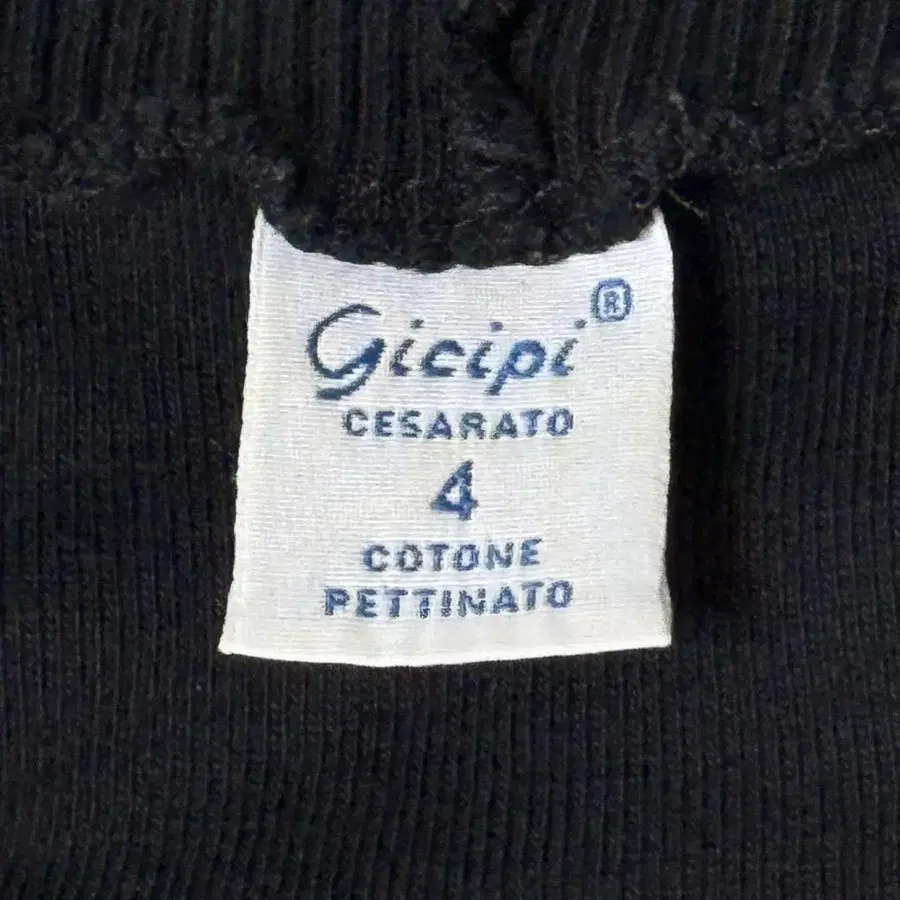 Gicipi®
CESARATO
4
COTONE
PETTINATO